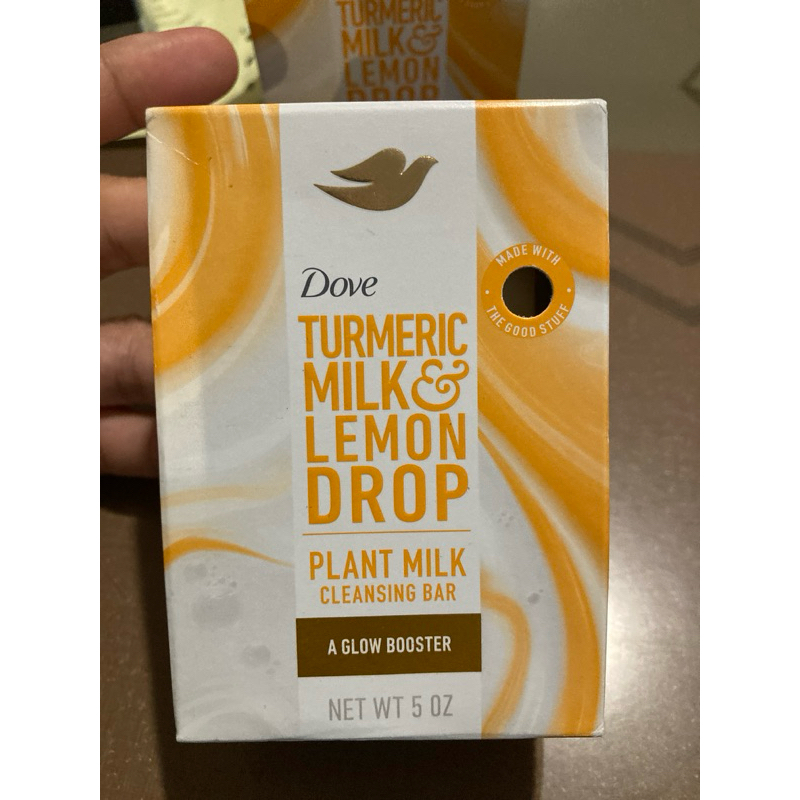 TURMERIC
MILK &
LEMON
DROP
Dove
TURMERIC
MILK &
LEMON
DROP
PLANT MILK
CLEANSING BAR
A GLOW BOOSTER
NET WT 5 OZ
MADE WITH
• THE GOOD STUFF •